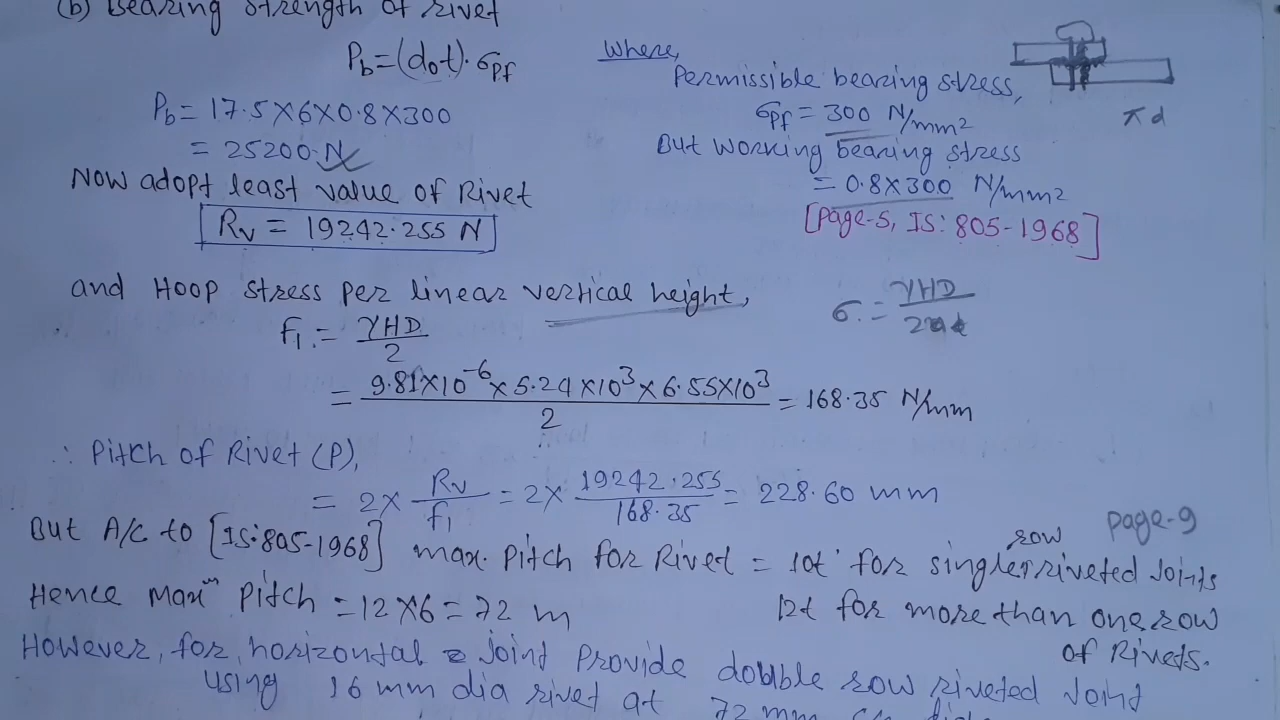 (b) Bearing strength of rivet
Pb = (d₀t)·σpf
Where,
Permissible bearing stress,
σpf = 300 N/mm²
But working bearing stress
= 0.8×300 N/mm²
[Page-5, IS: 805-1968]
πd
Pb = 17.5×6×0.8×300
= 25200 N
Now adopt least value of Rivet
Rv = 19242.255 N
and Hoop stress per linear vertical height,
f₁ = γHD/2
σ = γHD/2t
= 9.81×10⁻⁶×5.24×10³×6.55×10³/2 = 168.35 N/mm
∴ Pitch of Rivet (P),
= 2× Rv/f₁ = 2× 19242.255/168.35 = 228.60 mm
Page-9
But A/c to [IS:805-1968] max. pitch for Rivet = 10t for single row riveted Joints
12t for more than one row
of Rivets.
Hence Maxᵐ Pitch = 12×6 = 72 m
However, for horizontal joint Provide double row riveted Joint
using 16 mm dia rivet at 72 mm